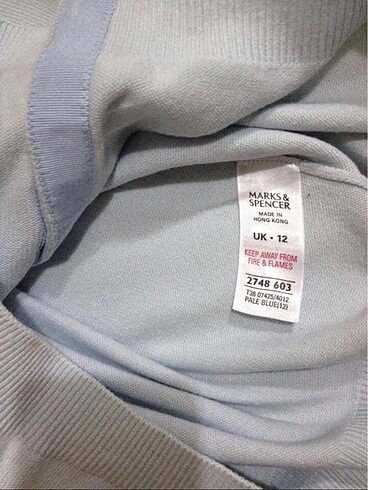 MARKS &
SPENCER
MADE IN
HONG KONG
UK • 12
KEEP AWAY FROM
FIRE & FLAMES
2748 603
T38 07425/4012
PALE BLUE(12)